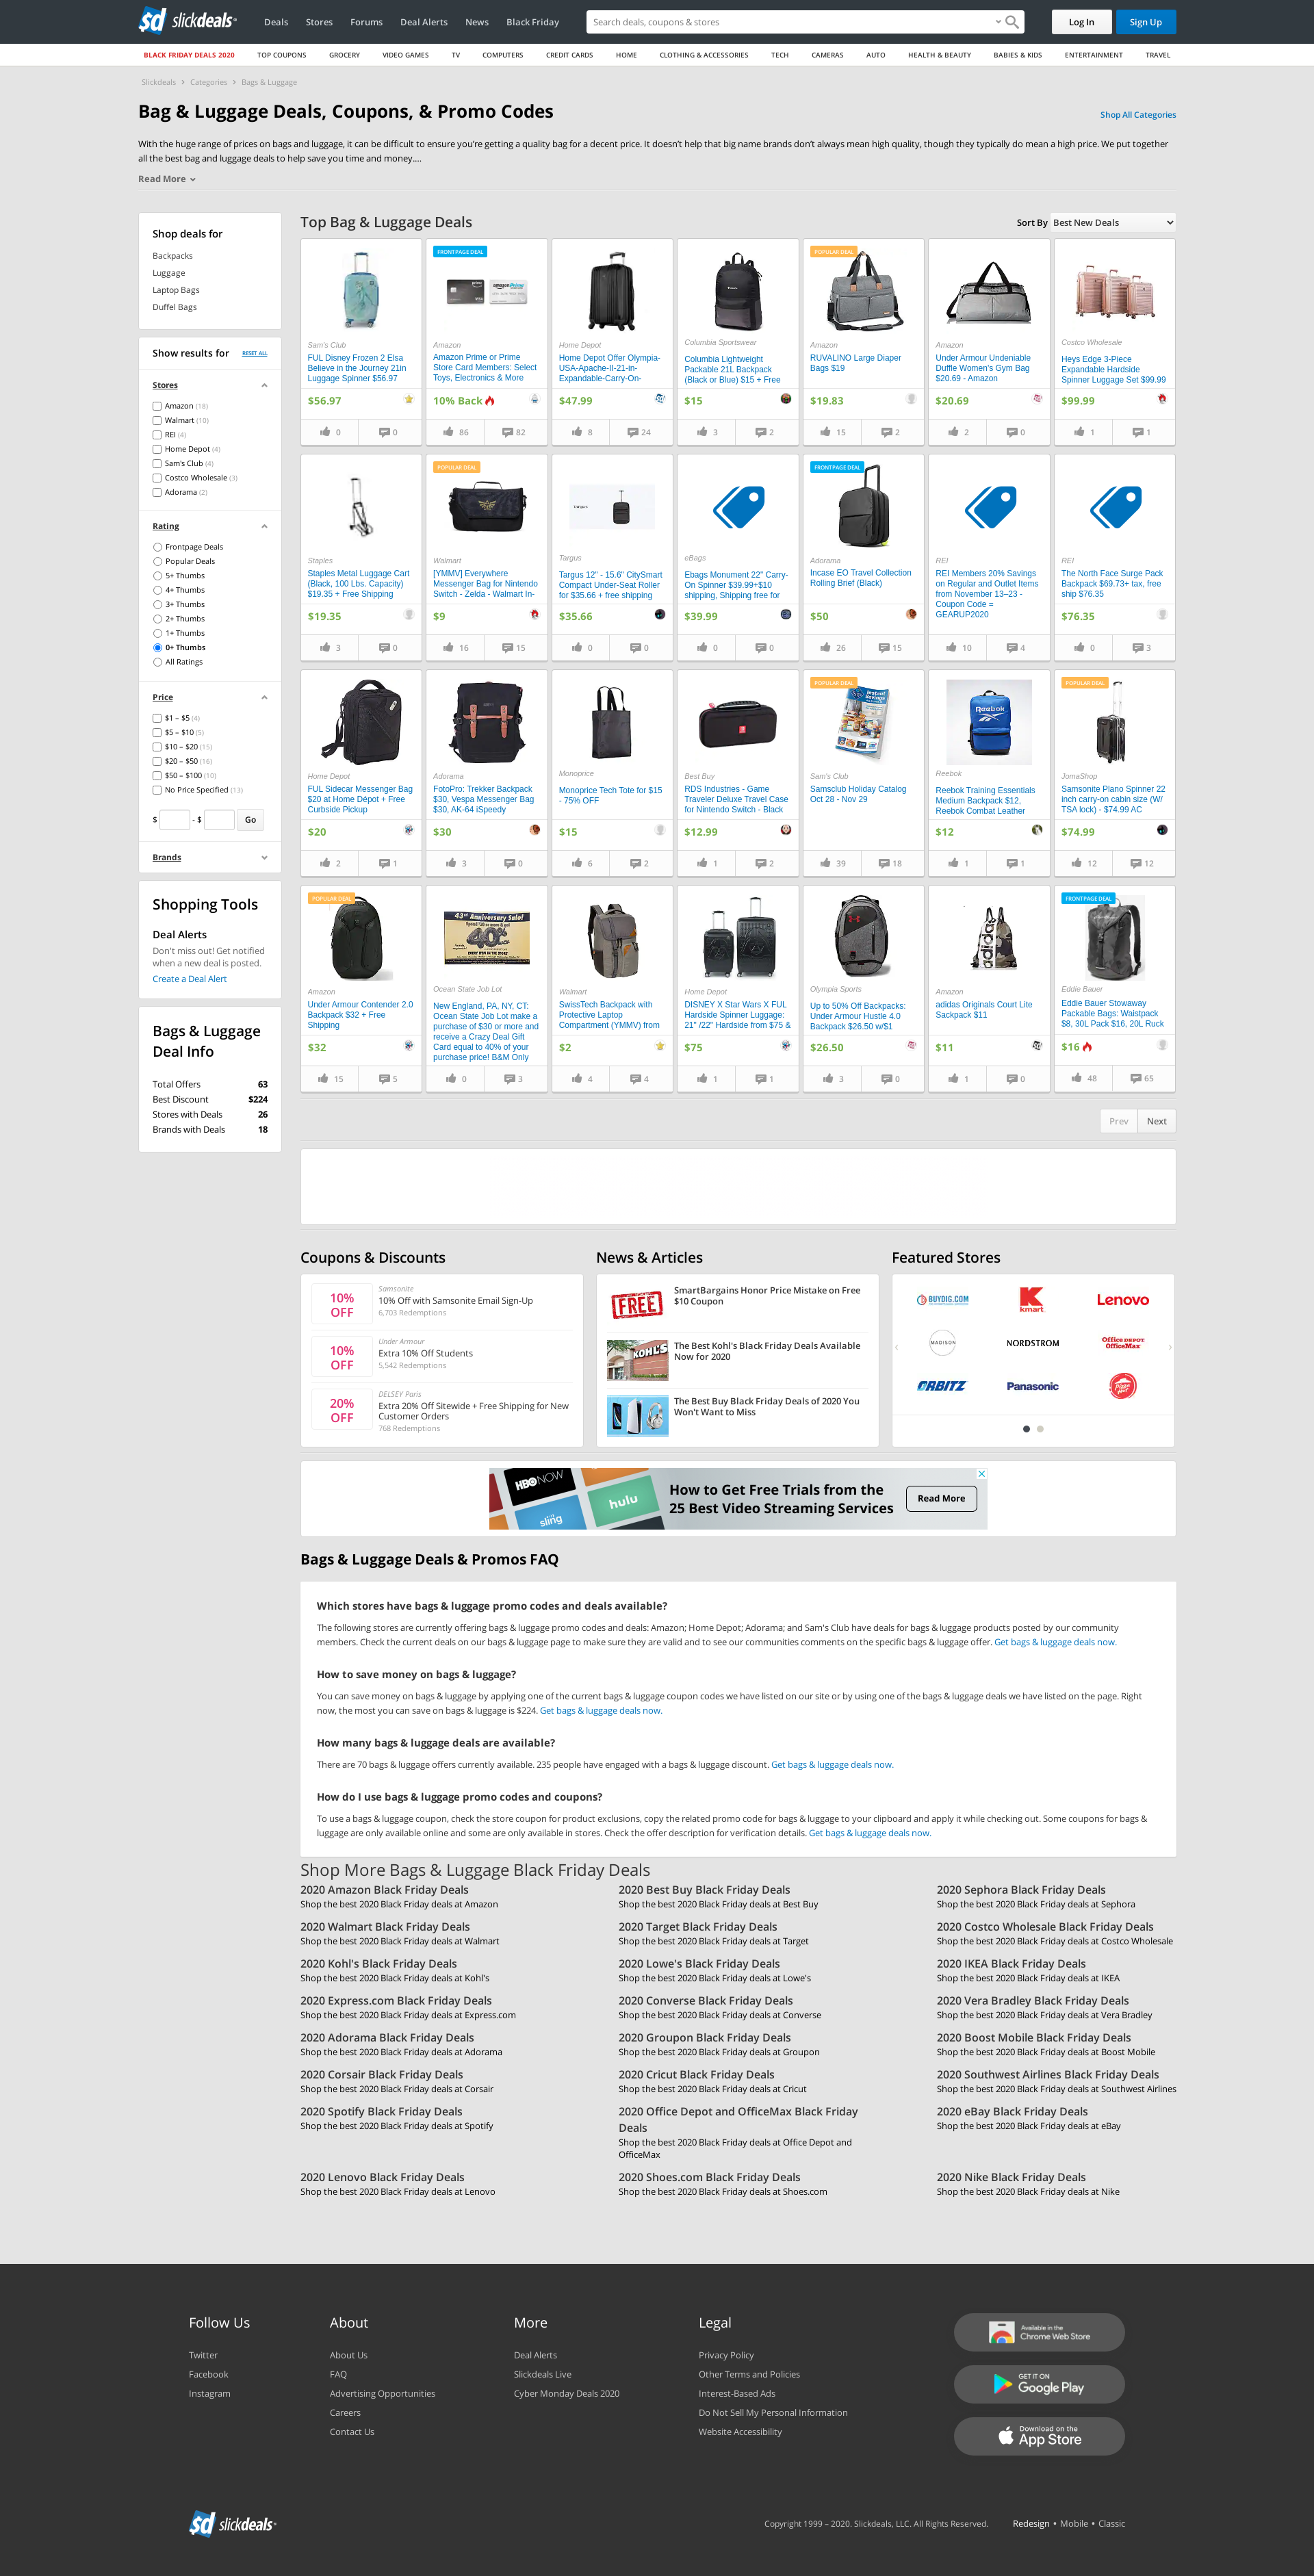 slickdeals
Deals
Stores
Forums
Deal Alerts
News
Black Friday
Search deals, coupons & stores
Log In
Sign Up
BLACK FRIDAY DEALS 2020
TOP COUPONS
GROCERY
VIDEO GAMES
TV
COMPUTERS
CREDIT CARDS
HOME
CLOTHING & ACCESSORIES
TECH
CAMERAS
AUTO
HEALTH & BEAUTY
BABIES & KIDS
ENTERTAINMENT
TRAVEL
Slickdeals > Categories > Bags & Luggage
Bag & Luggage Deals, Coupons, & Promo Codes
Shop All Categories
With the huge range of prices on bags and luggage, it can be difficult to ensure you're getting a quality bag for a decent price. It doesn't help that big name brands don't always mean high quality, though they typically do mean a high price. We put together
all the best bag and luggage deals to help save you time and money....
Read More
Shop deals for
Backpacks
Luggage
Laptop Bags
Duffel Bags
Show results for
RESET ALL
Stores
Amazon (18)
Walmart (10)
REI (4)
Home Depot (4)
Sam's Club (4)
Costco Wholesale (3)
Adorama (2)
Rating
Frontpage Deals
Popular Deals
5+ Thumbs
4+ Thumbs
3+ Thumbs
2+ Thumbs
1+ Thumbs
0+ Thumbs
All Ratings
Price
$1 – $5 (4)
$5 – $10 (5)
$10 – $20 (15)
$20 – $50 (16)
$50 – $100 (10)
No Price Specified (13)
$ - $ Go
Brands
Shopping Tools
Deal Alerts
Don't miss out! Get notified
when a new deal is posted.
Create a Deal Alert
Bags & Luggage
Deal Info
Total Offers 63
Best Discount $224
Stores with Deals 26
Brands with Deals 18
Top Bag & Luggage Deals
Sort By Best New Deals
Sam's Club
FUL Disney Frozen 2 Elsa
Believe in the Journey 21in
Luggage Spinner $56.97
$56.97
0 0
FRONTPAGE DEAL
Amazon
Amazon Prime or Prime
Store Card Members: Select
Toys, Electronics & More
10% Back
86 82
Home Depot
Home Depot Offer Olympia-
USA-Apache-II-21-in-
Expandable-Carry-On-
$47.99
8 24
Columbia Sportswear
Columbia Lightweight
Packable 21L Backpack
(Black or Blue) $15 + Free
$15
3 2
POPULAR DEAL
Amazon
RUVALINO Large Diaper
Bags $19
$19.83
15 2
Amazon
Under Armour Undeniable
Duffle Women's Gym Bag
$20.69 - Amazon
$20.69
2 0
Costco Wholesale
Heys Edge 3-Piece
Expandable Hardside
Spinner Luggage Set $99.99
$99.99
1 1
Staples
Staples Metal Luggage Cart
(Black, 100 Lbs. Capacity)
$19.35 + Free Shipping
$19.35
3 0
POPULAR DEAL
Walmart
[YMMV] Everywhere
Messenger Bag for Nintendo
Switch - Zelda - Walmart In-
$9
16 15
Targus
Targus 12" - 15.6" CitySmart
Compact Under-Seat Roller
for $35.66 + free shipping
$35.66
0 0
eBags
Ebags Monument 22" Carry-
On Spinner $39.99+$10
shipping, Shipping free for
$39.99
0 0
FRONTPAGE DEAL
Adorama
Incase EO Travel Collection
Rolling Brief (Black)
$50
26 15
REI
REI Members 20% Savings
on Regular and Outlet Items
from November 13–23 -
Coupon Code =
GEARUP2020
10 4
REI
The North Face Surge Pack
Backpack $69.73+ tax, free
ship $76.35
$76.35
0 3
Home Depot
FUL Sidecar Messenger Bag
$20 at Home Dépot + Free
Curbside Pickup
$20
2 1
Adorama
FotoPro: Trekker Backpack
$30, Vespa Messenger Bag
$30, AK-64 iSpeedy
$30
3 0
Monoprice
Monoprice Tech Tote for $15
- 75% OFF
$15
6 2
Best Buy
RDS Industries - Game
Traveler Deluxe Travel Case
for Nintendo Switch - Black
$12.99
1 2
POPULAR DEAL
Instant
Savings
Sam's Club
Samsclub Holiday Catalog
Oct 28 - Nov 29
39 18
Reebok
Reebok
Reebok Training Essentials
Medium Backpack $12,
Reebok Combat Leather
$12
1 1
POPULAR DEAL
JomaShop
Samsonite Plano Spinner 22
inch carry-on cabin size (W/
TSA lock) - $74.99 AC
$74.99
12 12
POPULAR DEAL
Amazon
Under Armour Contender 2.0
Backpack $32 + Free
Shipping
$32
15 5
43rd Anniversary Sale!
40%
Ocean State Job Lot
New England, PA, NY, CT:
Ocean State Job Lot make a
purchase of $30 or more and
receive a Crazy Deal Gift
Card equal to 40% of your
purchase price! B&M Only
0 3
Walmart
SwissTech Backpack with
Protective Laptop
Compartment (YMMV) from
$2
4 4
Home Depot
DISNEY X Star Wars X FUL
Hardside Spinner Luggage:
21" /22" Hardside from $75 &
$75
1 1
Olympia Sports
Up to 50% Off Backpacks:
Under Armour Hustle 4.0
Backpack $26.50 w/$1
$26.50
3 0
adidas
Amazon
adidas Originals Court Lite
Sackpack $11
$11
1 0
FRONTPAGE DEAL
Eddie Bauer
Eddie Bauer Stowaway
Packable Bags: Waistpack
$8, 30L Pack $16, 20L Ruck
$16
48 65
Prev Next
Coupons & Discounts
10%
OFF
Samsonite
10% Off with Samsonite Email Sign-Up
6,703 Redemptions
10%
OFF
Under Armour
Extra 10% Off Students
5,542 Redemptions
20%
OFF
DELSEY Paris
Extra 20% Off Sitewide + Free Shipping for New
Customer Orders
768 Redemptions
News & Articles
FREE
SmartBargains Honor Price Mistake on Free
$10 Coupon
KOHL'S
The Best Kohl's Black Friday Deals Available
Now for 2020
The Best Buy Black Friday Deals of 2020 You
Won't Want to Miss
Featured Stores
BUYDIG.COM
kmart
Lenovo
MADISON
NORDSTROM
Office DEPOT
OfficeMax
ORBITZ
Panasonic
Pizza Hut
HBO NOW
sling
hulu
How to Get Free Trials from the
25 Best Video Streaming Services
Read More
Bags & Luggage Deals & Promos FAQ
Which stores have bags & luggage promo codes and deals available?
The following stores are currently offering bags & luggage promo codes and deals: Amazon; Home Depot; Adorama; and Sam's Club have deals for bags & luggage products posted by our community
members. Check the current deals on our bags & luggage page to make sure they are valid and to see our communities comments on the specific bags & luggage offer. Get bags & luggage deals now.
How to save money on bags & luggage?
You can save money on bags & luggage by applying one of the current bags & luggage coupon codes we have listed on our site or by using one of the bags & luggage deals we have listed on the page. Right
now, the most you can save on bags & luggage is $224. Get bags & luggage deals now.
How many bags & luggage deals are available?
There are 70 bags & luggage offers currently available. 235 people have engaged with a bags & luggage discount. Get bags & luggage deals now.
How do I use bags & luggage promo codes and coupons?
To use a bags & luggage coupon, check the store coupon for product exclusions, copy the related promo code for bags & luggage to your clipboard and apply it while checking out. Some coupons for bags &
luggage are only available online and some are only available in stores. Check the offer description for verification details. Get bags & luggage deals now.
Shop More Bags & Luggage Black Friday Deals
2020 Amazon Black Friday Deals
Shop the best 2020 Black Friday deals at Amazon
2020 Best Buy Black Friday Deals
Shop the best 2020 Black Friday deals at Best Buy
2020 Sephora Black Friday Deals
Shop the best 2020 Black Friday deals at Sephora
2020 Walmart Black Friday Deals
Shop the best 2020 Black Friday deals at Walmart
2020 Target Black Friday Deals
Shop the best 2020 Black Friday deals at Target
2020 Costco Wholesale Black Friday Deals
Shop the best 2020 Black Friday deals at Costco Wholesale
2020 Kohl's Black Friday Deals
Shop the best 2020 Black Friday deals at Kohl's
2020 Lowe's Black Friday Deals
Shop the best 2020 Black Friday deals at Lowe's
2020 IKEA Black Friday Deals
Shop the best 2020 Black Friday deals at IKEA
2020 Express.com Black Friday Deals
Shop the best 2020 Black Friday deals at Express.com
2020 Converse Black Friday Deals
Shop the best 2020 Black Friday deals at Converse
2020 Vera Bradley Black Friday Deals
Shop the best 2020 Black Friday deals at Vera Bradley
2020 Adorama Black Friday Deals
Shop the best 2020 Black Friday deals at Adorama
2020 Groupon Black Friday Deals
Shop the best 2020 Black Friday deals at Groupon
2020 Boost Mobile Black Friday Deals
Shop the best 2020 Black Friday deals at Boost Mobile
2020 Corsair Black Friday Deals
Shop the best 2020 Black Friday deals at Corsair
2020 Cricut Black Friday Deals
Shop the best 2020 Black Friday deals at Cricut
2020 Southwest Airlines Black Friday Deals
Shop the best 2020 Black Friday deals at Southwest Airlines
2020 Spotify Black Friday Deals
Shop the best 2020 Black Friday deals at Spotify
2020 Office Depot and OfficeMax Black Friday
Deals
Shop the best 2020 Black Friday deals at Office Depot and
OfficeMax
2020 eBay Black Friday Deals
Shop the best 2020 Black Friday deals at eBay
2020 Lenovo Black Friday Deals
Shop the best 2020 Black Friday deals at Lenovo
2020 Shoes.com Black Friday Deals
Shop the best 2020 Black Friday deals at Shoes.com
2020 Nike Black Friday Deals
Shop the best 2020 Black Friday deals at Nike
Follow Us
Twitter
Facebook
Instagram
About
About Us
FAQ
Advertising Opportunities
Careers
Contact Us
More
Deal Alerts
Slickdeals Live
Cyber Monday Deals 2020
Legal
Privacy Policy
Other Terms and Policies
Interest-Based Ads
Do Not Sell My Personal Information
Website Accessibility
Available in the
Chrome Web Store
GET IT ON
Google Play
Download on the
App Store
slickdeals
Copyright 1999 – 2020. Slickdeals, LLC. All Rights Reserved.
Redesign • Mobile • Classic